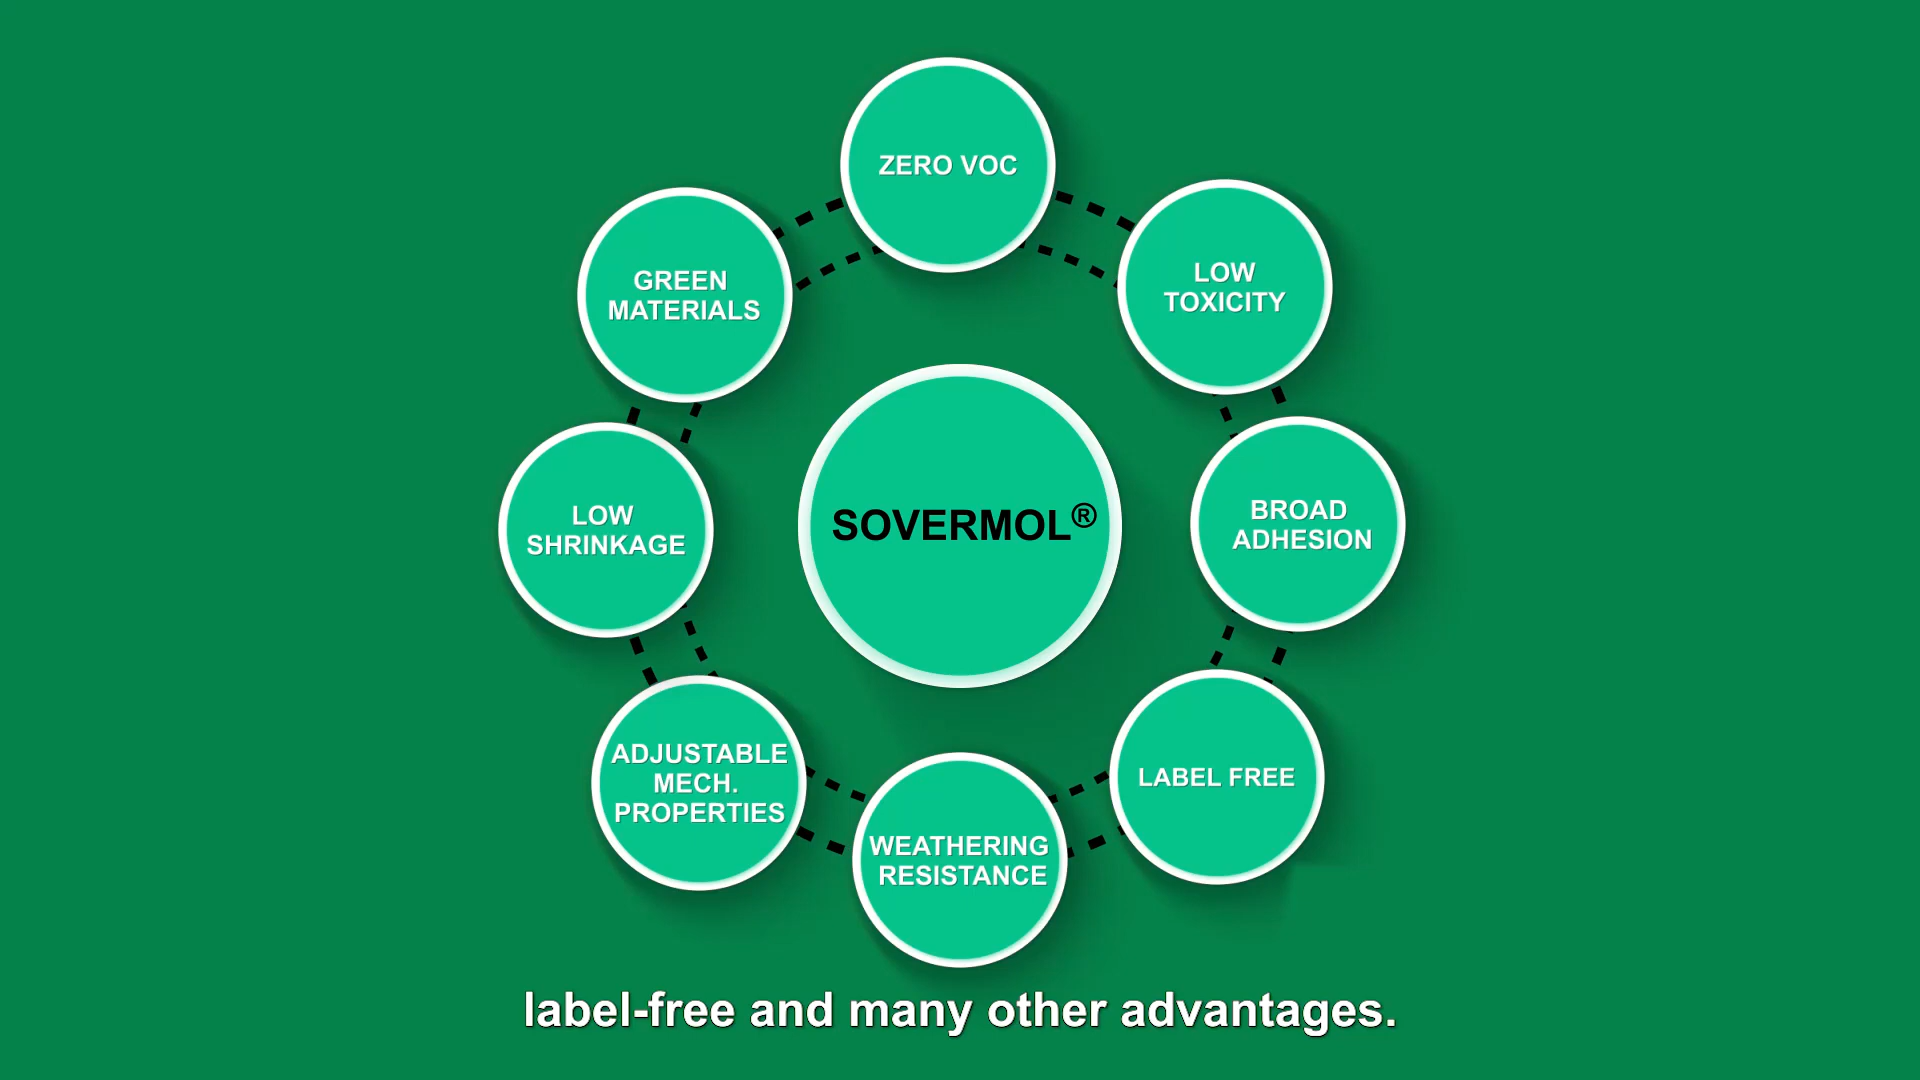 ZERO VOC
GREEN
MATERIALS
LOW
TOXICITY
LOW
SHRINKAGE
SOVERMOL®
BROAD
ADHESION
ADJUSTABLE
MECH.
PROPERTIES
WEATHERING
RESISTANCE
LABEL FREE
label-free and many other advantages.